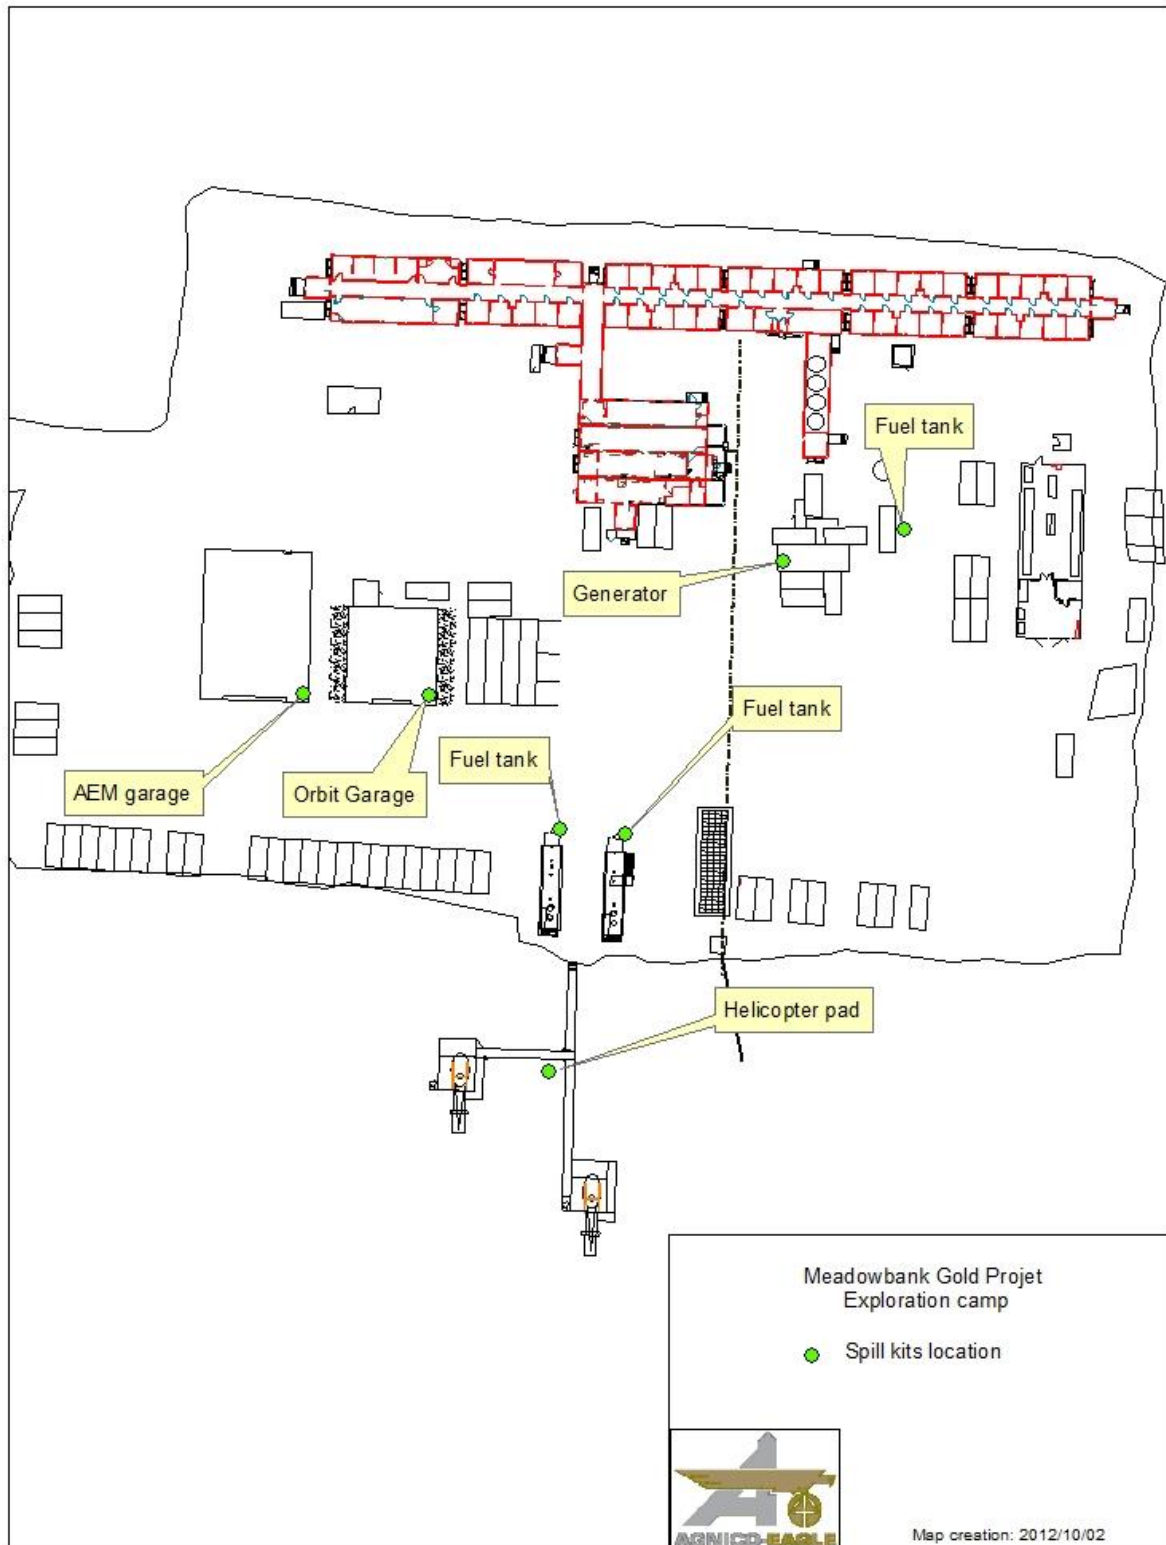 Fuel tank
Generator
Fuel tank
Fuel tank
AEM garage
Orbit Garage
Helicopter pad
Meadowbank Gold Projet
Exploration camp
Spill kits location
AGNICO-EAGLE
Map creation: 2012/10/02